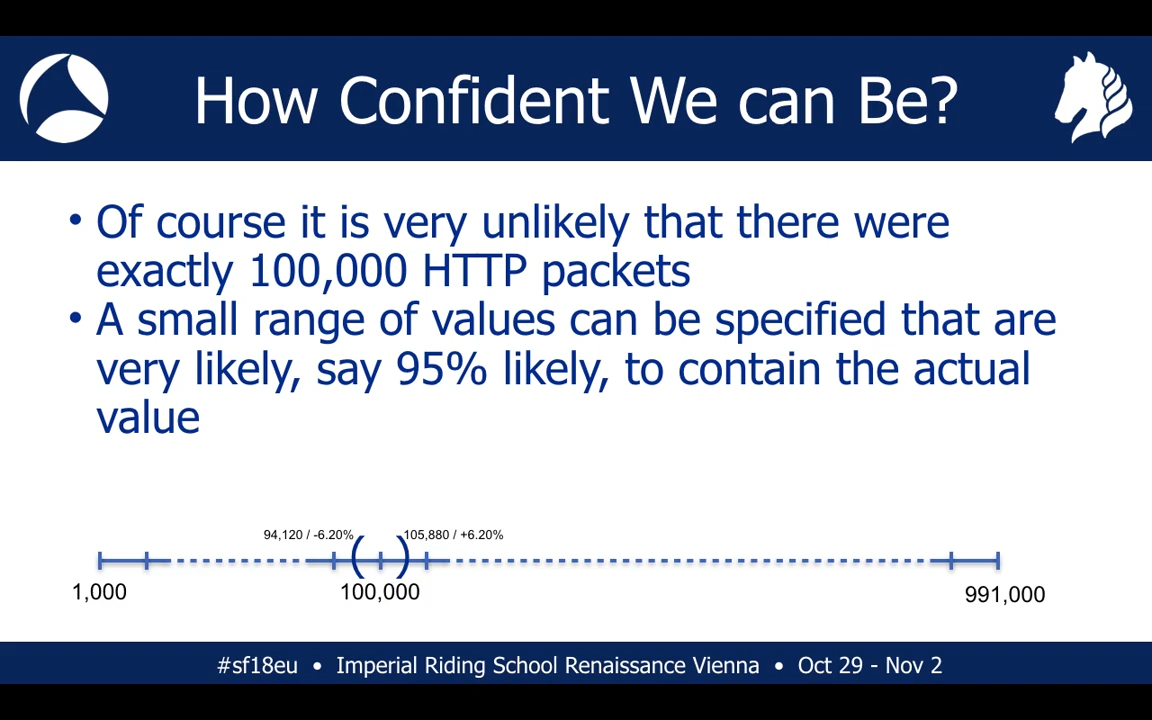 How Confident We can Be?
• Of course it is very unlikely that there were
exactly 100,000 HTTP packets
• A small range of values can be specified that are
very likely, say 95% likely, to contain the actual
value
94,120 / -6.20% 105,880 / +6.20%
( )
1,000 100,000 991,000
#sf18eu • Imperial Riding School Renaissance Vienna • Oct 29 - Nov 2